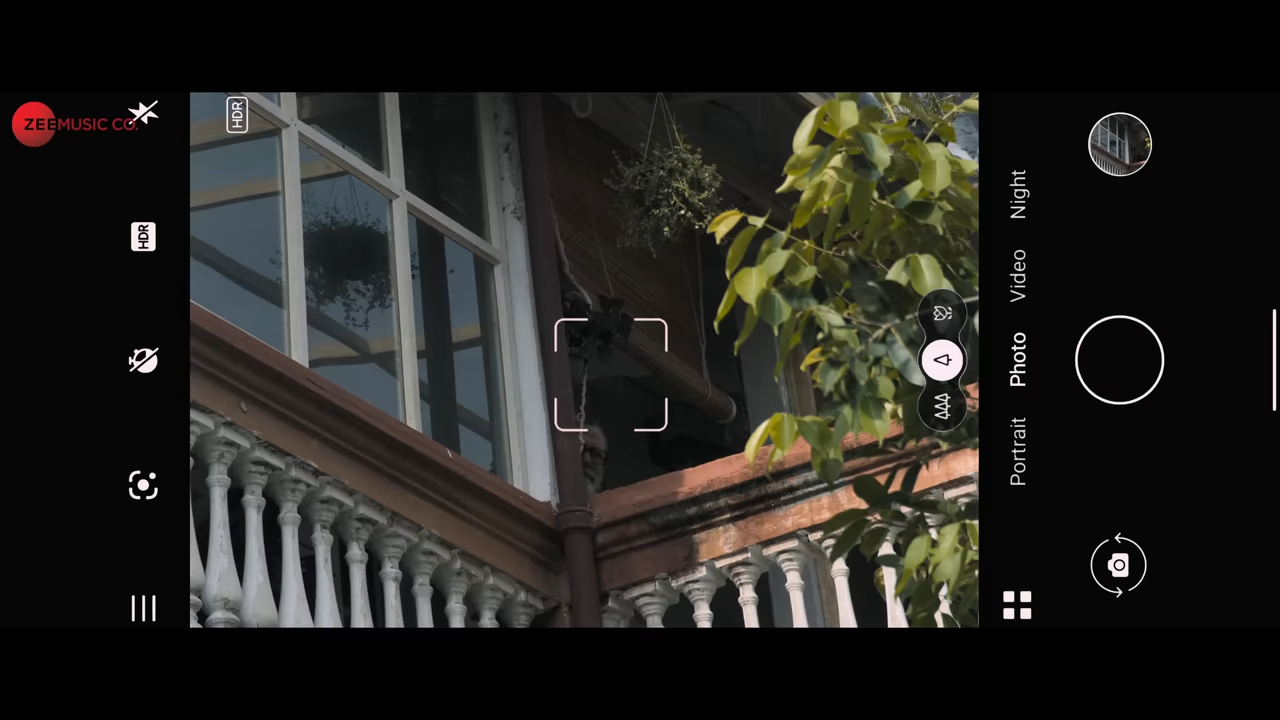 ZEEMUSIC CO.
HDR
HDR
Night
Video
Photo
Portrait